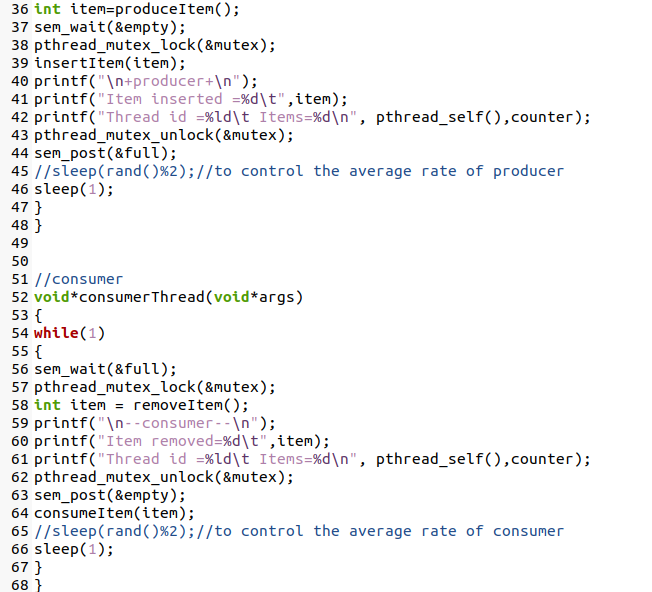 36 int item=produceItem();
37 sem_wait(&empty);
38 pthread_mutex_lock(&mutex);
39 insertItem(item);
40 printf("\n+producer+\n");
41 printf("Item inserted =%d\t",item);
42 printf("Thread id =%ld\t Items=%d\n", pthread_self(),counter);
43 pthread_mutex_unlock(&mutex);
44 sem_post(&full);
45 //sleep(rand()%2);//to control the average rate of producer
46 sleep(1);
47 }
48 }
49
50
51 //consumer
52 void*consumerThread(void*args)
53 {
54 while(1)
55 {
56 sem_wait(&full);
57 pthread_mutex_lock(&mutex);
58 int item = removeItem();
59 printf("\n--consumer--\n");
60 printf("Item removed=%d\t",item);
61 printf("Thread id =%ld\t Items=%d\n", pthread_self(),counter);
62 pthread_mutex_unlock(&mutex);
63 sem_post(&empty);
64 consumeItem(item);
65 //sleep(rand()%2);//to control the average rate of consumer
66 sleep(1);
67 }
68 }